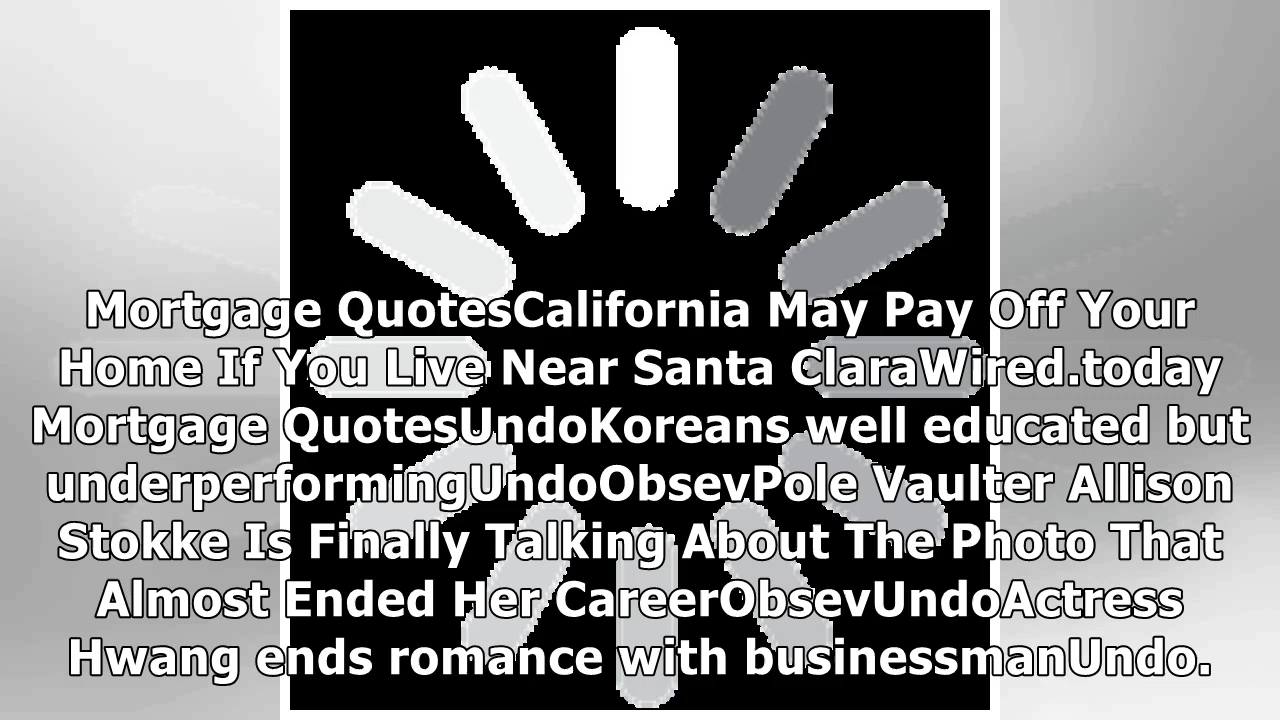 Mortgage QuotesCalifornia May Pay Off Your
Home If You Live Near Santa ClaraWired.today
Mortgage QuotesUndoKoreans well educated but
underperformingUndoObsevPole Vaulter Allison
Stokke Is Finally Talking About The Photo That
Almost Ended Her CareerObsevUndoActress
Hwang ends romance with businessmanUndo.